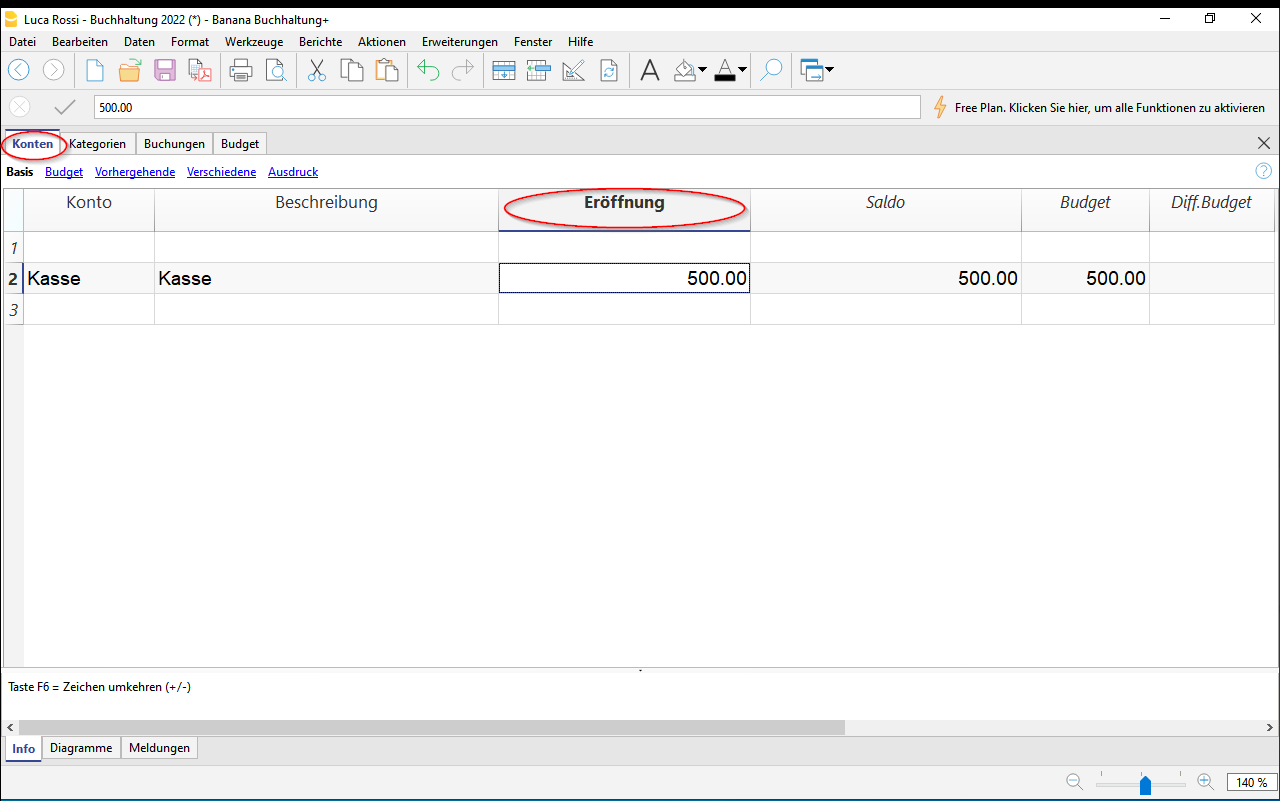 Luca Rossi - Buchhaltung 2022 (*) - Banana Buchhaltung+
Datei Bearbeiten Daten Format Werkzeuge Berichte Aktionen Erweiterungen Fenster Hilfe
500.00 Free Plan. Klicken Sie hier, um alle Funktionen zu aktivieren
Konten Kategorien Buchungen Budget
Basis Budget Vorhergehende Verschiedene Ausdruck
Konto Beschreibung Eröffnung Saldo Budget Diff.Budget
1
2 Kasse Kasse 500.00 500.00 500.00
3
Taste F6 = Zeichen umkehren (+/-)
Info Diagramme Meldungen
140 %